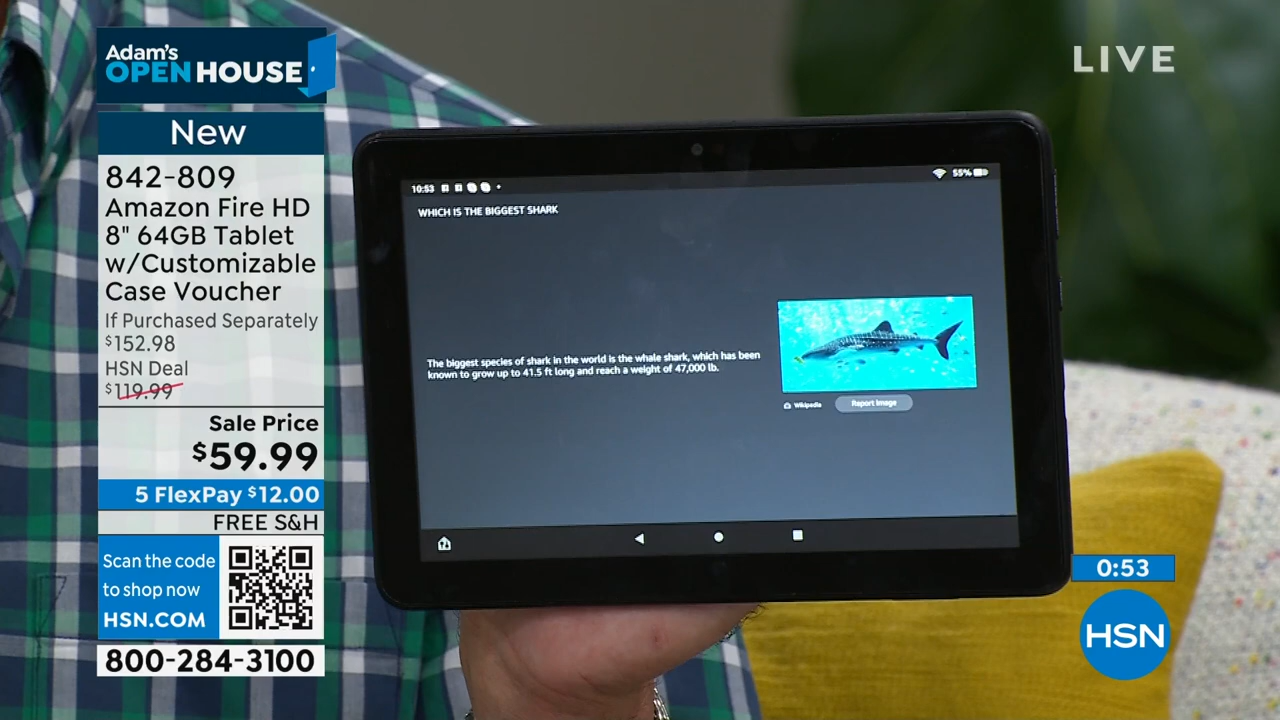 Adam's
OPEN HOUSE
New
842-809
Amazon Fire HD
8" 64GB Tablet
w/Customizable
Case Voucher
If Purchased Separately
$152.98
HSN Deal
$119.99
Sale Price
$59.99
5 FlexPay $12.00
FREE S&H
Scan the code
to shop now
HSN.COM
800-284-3100
LIVE
10:53
55%
WHICH IS THE BIGGEST SHARK
The biggest species of shark in the world is the whale shark, which has been
known to grow up to 41.5 ft long and reach a weight of 47,000 lb.
Wikipedia
Report Image
0:53
HSN